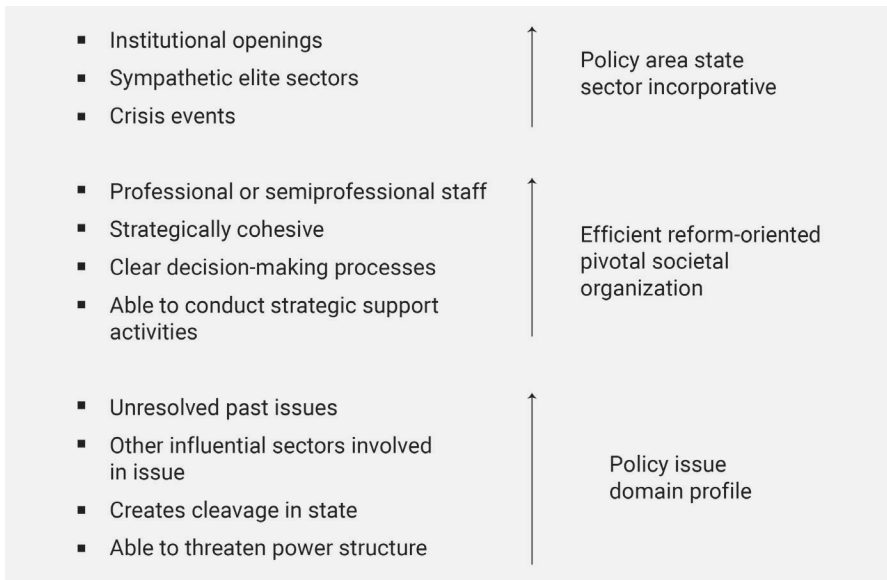 ▪ Institutional openings
▪ Sympathetic elite sectors
▪ Crisis events
Policy area state
sector incorporative
▪ Professional or semiprofessional staff
▪ Strategically cohesive
▪ Clear decision-making processes
▪ Able to conduct strategic support
activities
Efficient reform-oriented
pivotal societal
organization
▪ Unresolved past issues
▪ Other influential sectors involved
in issue
▪ Creates cleavage in state
▪ Able to threaten power structure
Policy issue
domain profile